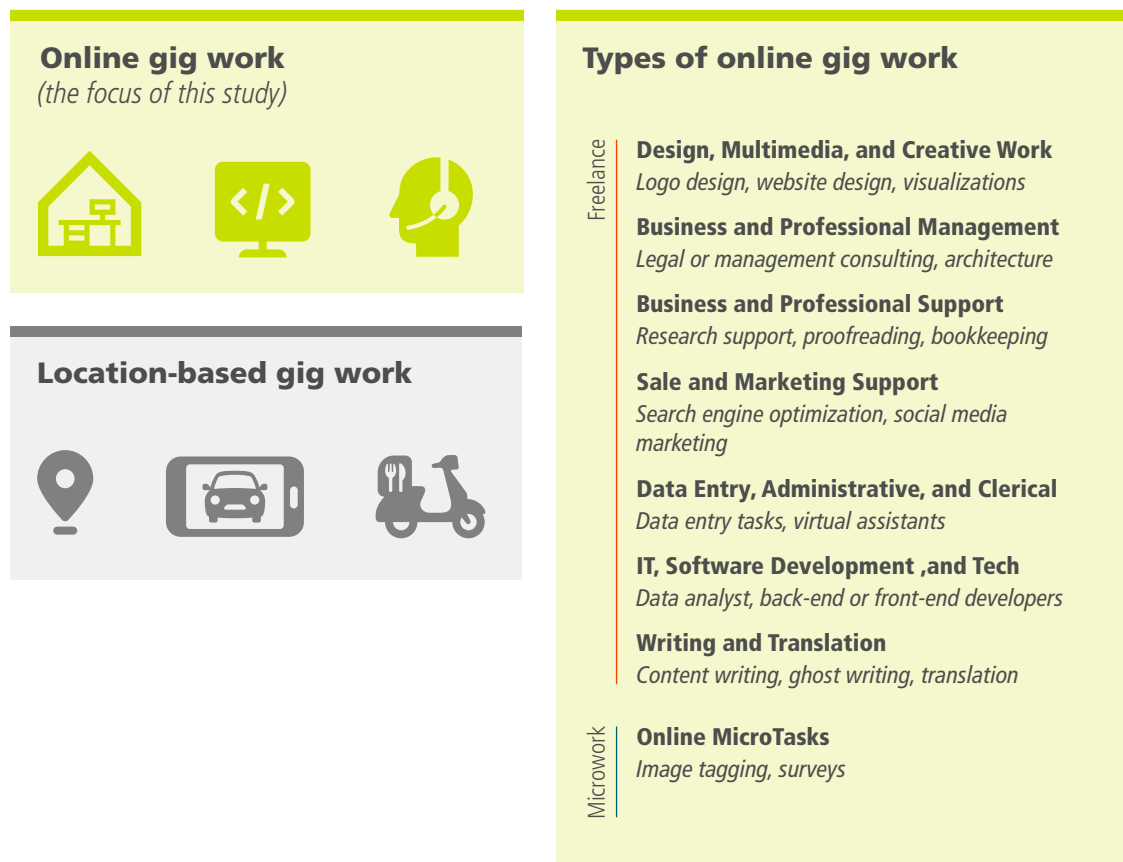 Online gig work
(the focus of this study)
</>
Location-based gig work
Types of online gig work
Freelance
Design, Multimedia, and Creative Work
Logo design, website design, visualizations
Business and Professional Management
Legal or management consulting, architecture
Business and Professional Support
Research support, proofreading, bookkeeping
Sale and Marketing Support
Search engine optimization, social media
marketing
Data Entry, Administrative, and Clerical
Data entry tasks, virtual assistants
IT, Software Development ,and Tech
Data analyst, back-end or front-end developers
Writing and Translation
Content writing, ghost writing, translation
Microwork
Online MicroTasks
Image tagging, surveys